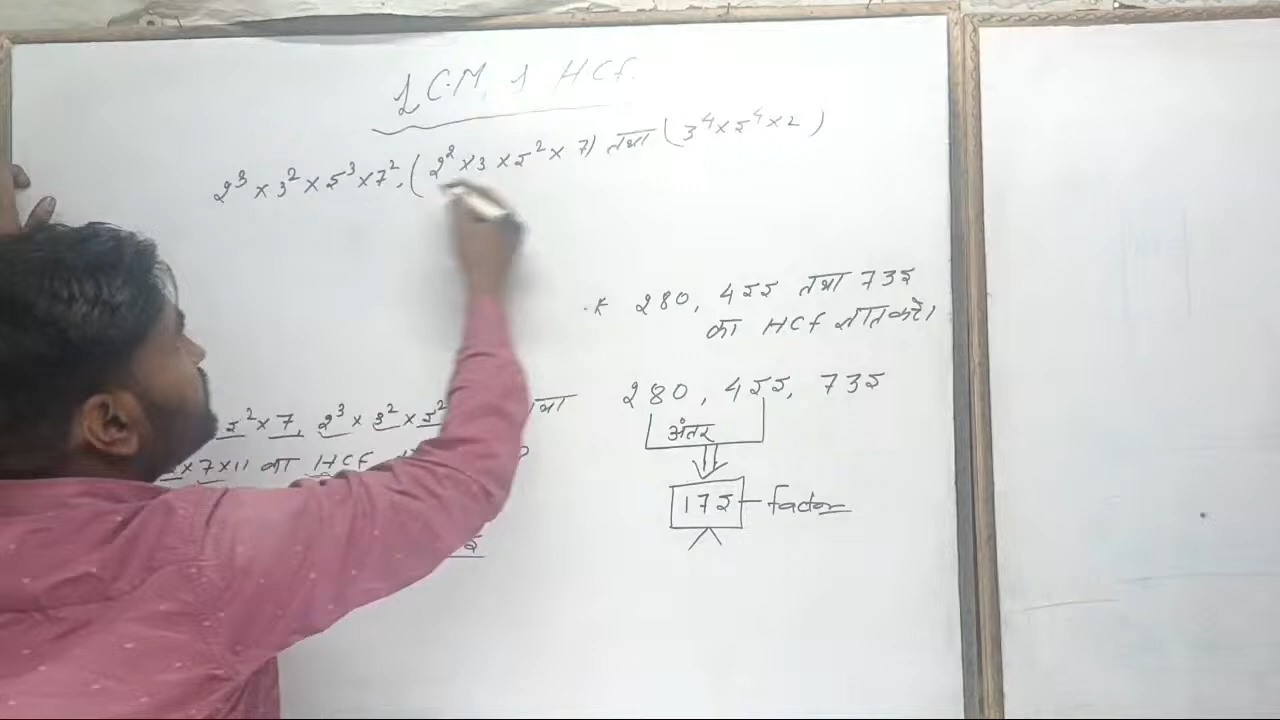 L.C.M, 1 HCf.
2³ × 3² × 5³ × 7², (2² × 3 × 5² × 7) तथा (3⁴ × 5⁴ × 2)
* 280, 455 तथा 735
का HCf ज्ञात करें।
280, 455, 735
अंतर
175 — factor
5² × 7, 2³ × 3² × 5²
× 7 × 11 का HCF